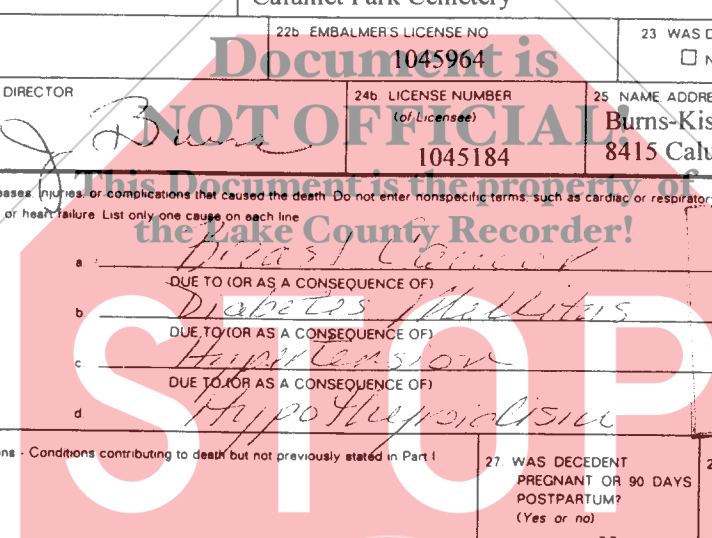 Calumet Park Cemetery
22b EMBALMER'S LICENSE NO
1045964
23 WAS D
Document is
DIRECTOR
J Burns
24b. LICENSE NUMBER
(of Licensee)
1045184
25 NAME ADDRE
Burns-Kis
8415 Calu
NOT OFFICIAL!
This Document is the property of
eases, injuries, or complications that caused the death Do not enter nonspecific terms, such as cardiac or respiratory
or heart failure List only one cause on each line
the Lake County Recorder!
a. Breast Cancer
DUE TO (OR AS A CONSEQUENCE OF)
b. Diabetes Mellitus
DUE TO (OR AS A CONSEQUENCE OF)
c. Hypertension
DUE TO (OR AS A CONSEQUENCE OF)
d Hypothyroidism
STOP
ns - Conditions contributing to death but not previously stated in Part I
27. WAS DECEDENT
PREGNANT OR 90 DAYS
POSTPARTUM?
(Yes or no)
2